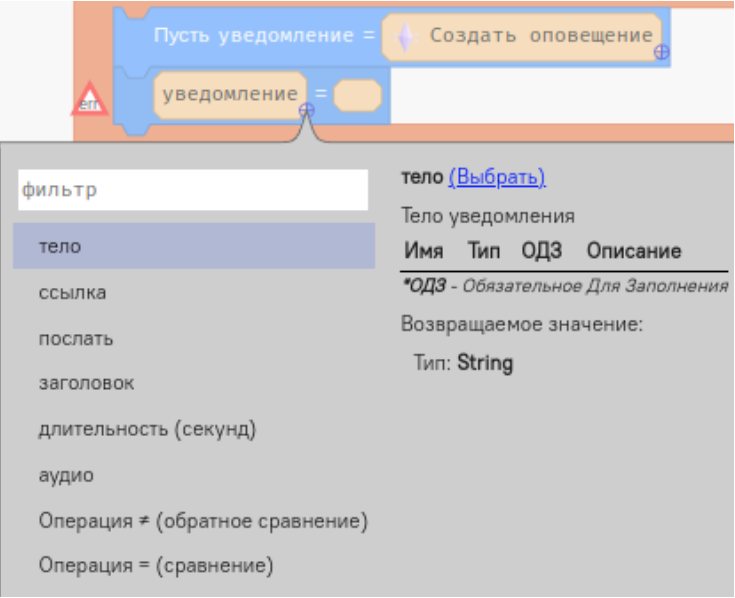 Пусть уведомление = Создать оповещение
err
уведомление =
фильтр
тело
ссылка
послать
заголовок
длительность (секунд)
аудио
Операция ≠ (обратное сравнение)
Операция = (сравнение)
тело (Выбрать)
Тело уведомления
Имя Тип ОДЗ Описание
*ОДЗ - Обязательное Для Заполнения
Возвращаемое значение:
Тип: String